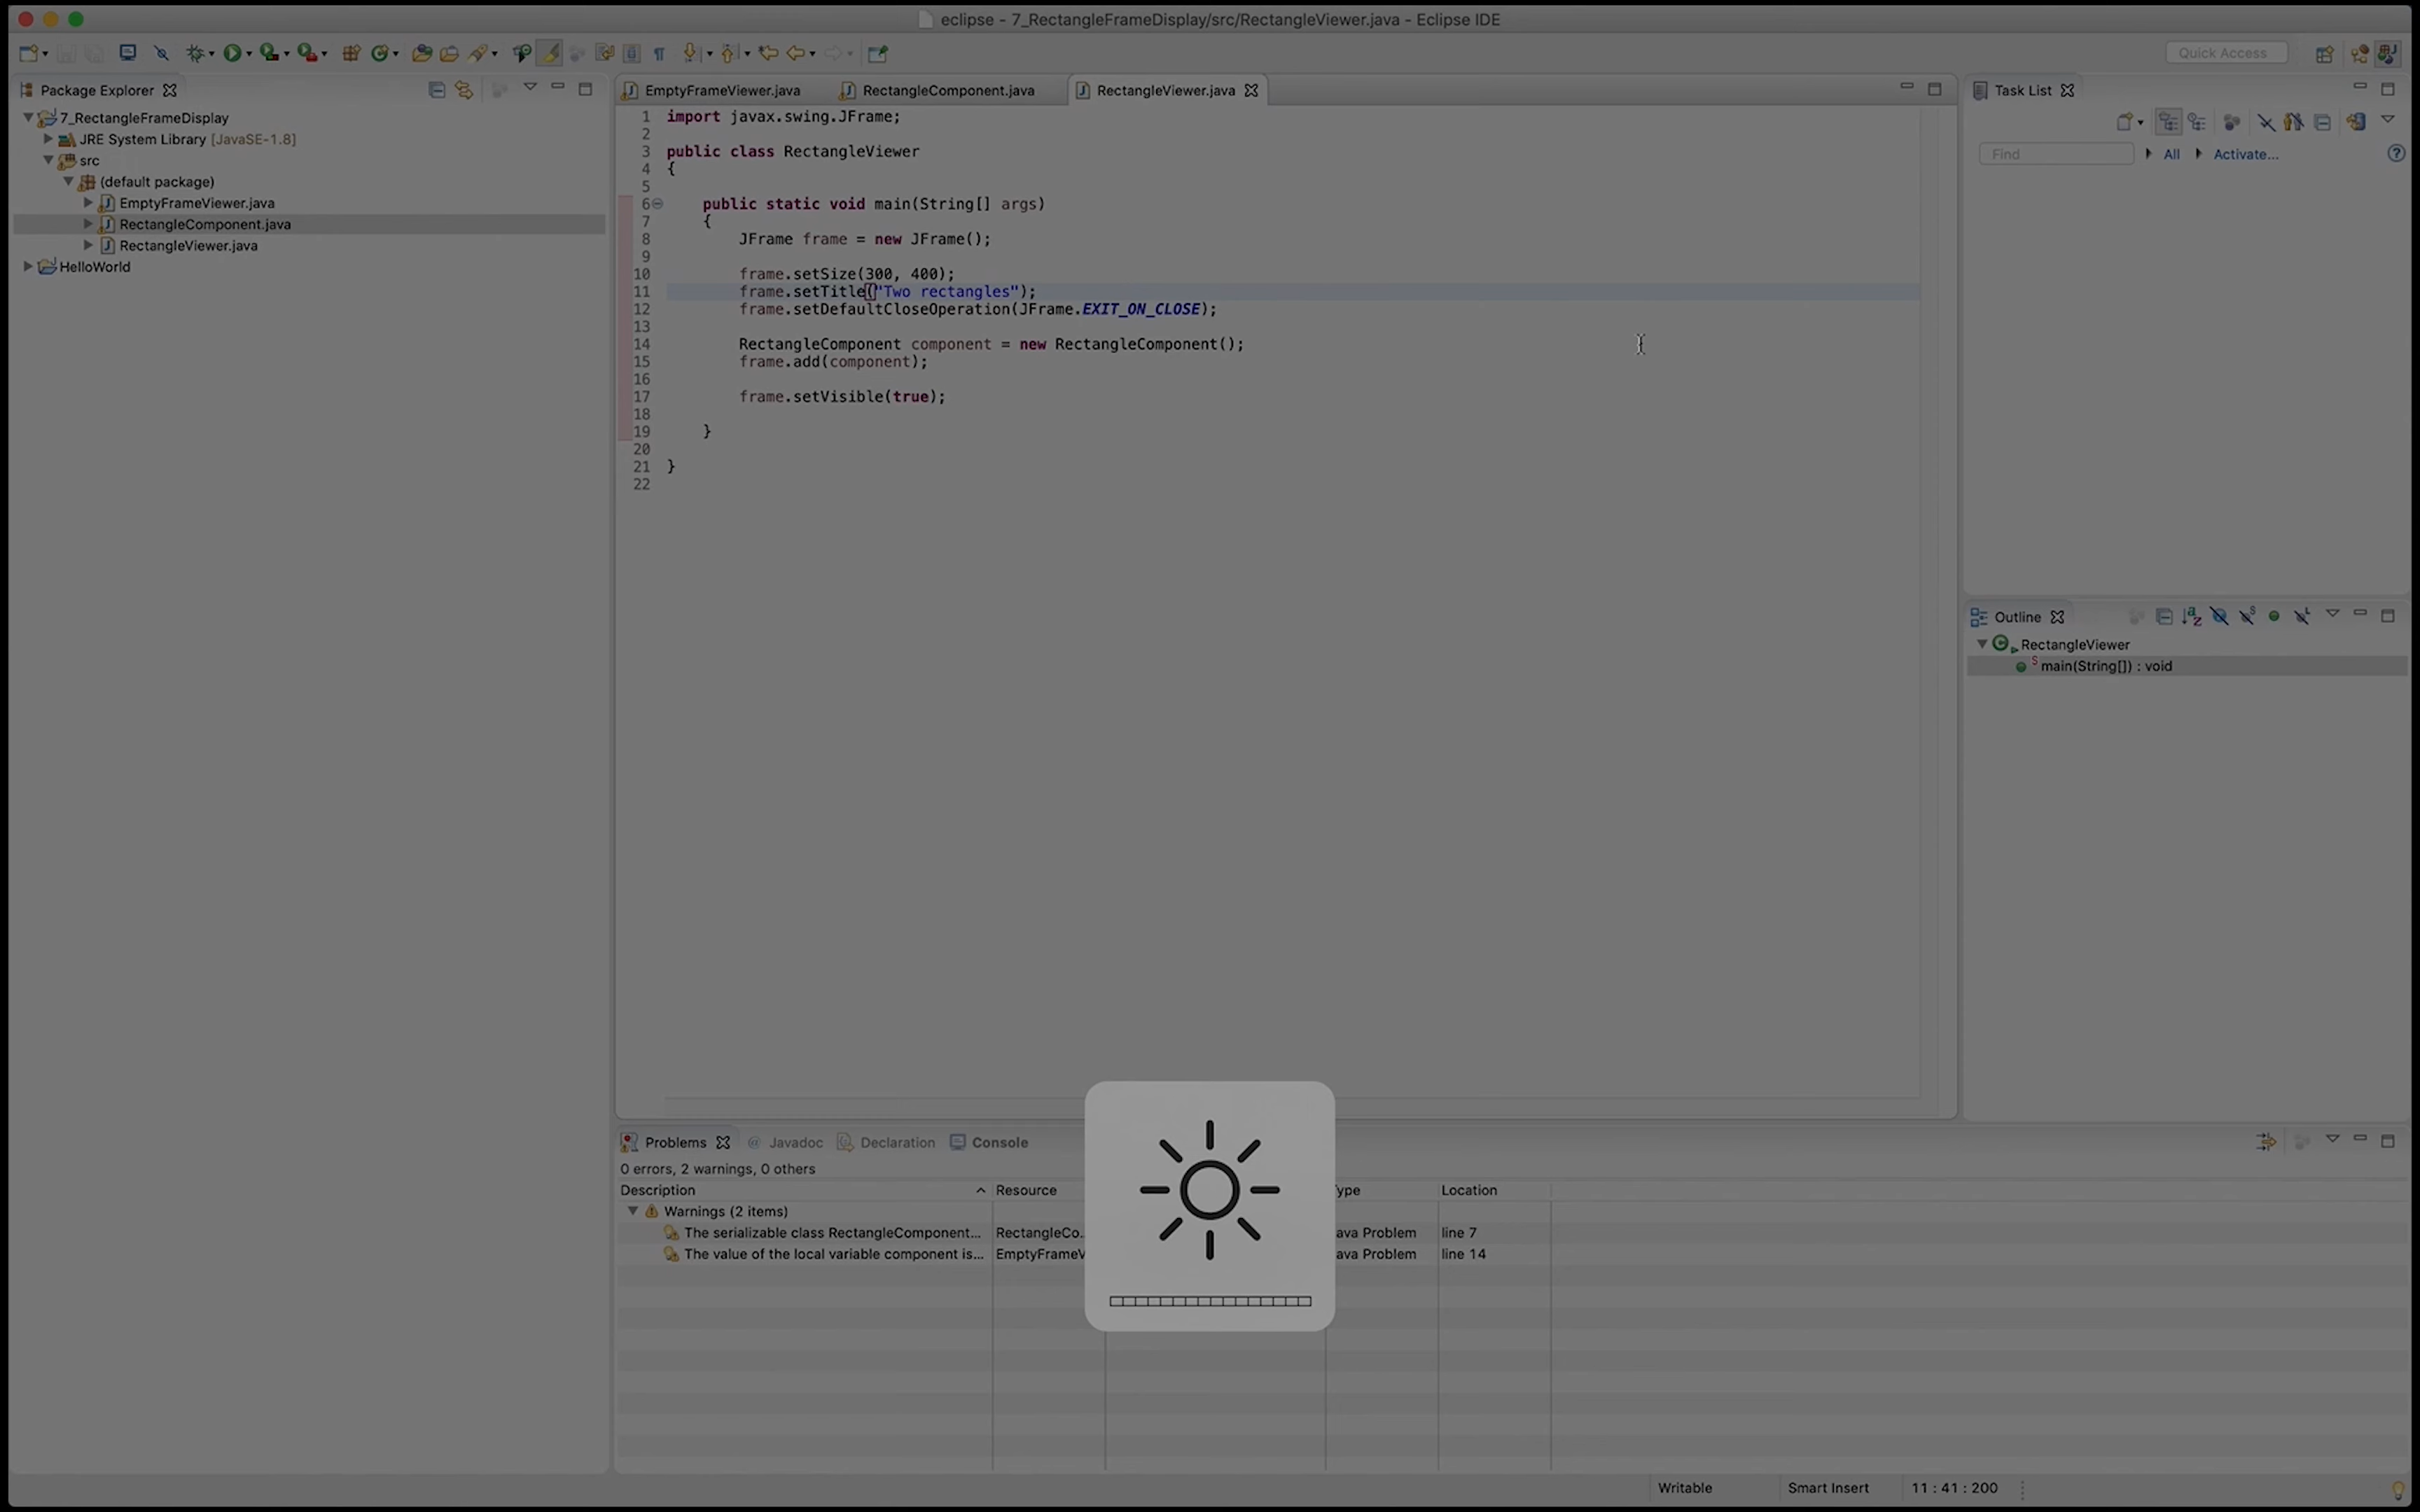 eclipse - 7_RectangleFrameDisplay/src/RectangleViewer.java - Eclipse IDE
Quick Access
Package Explorer
7_RectangleFrameDisplay
JRE System Library [JavaSE-1.8]
src
(default package)
EmptyFrameViewer.java
RectangleComponent.java
RectangleViewer.java
HelloWorld
EmptyFrameViewer.java RectangleComponent.java RectangleViewer.java
1 import javax.swing.JFrame;
2
3 public class RectangleViewer
4 {
5
6 public static void main(String[] args)
7 {
8 JFrame frame = new JFrame();
9
10 frame.setSize(300, 400);
11 frame.setTitle("Two rectangles");
12 frame.setDefaultCloseOperation(JFrame.EXIT_ON_CLOSE);
13
14 RectangleComponent component = new RectangleComponent();
15 frame.add(component);
16
17 frame.setVisible(true);
18
19 }
20
21 }
22
Task List
Find All Activate...
Outline
RectangleViewer
main(String[]) : void
Problems Javadoc Declaration Console
0 errors, 2 warnings, 0 others
Description Resource ype Location
Warnings (2 items)
The serializable class RectangleComponent... RectangleCo... ava Problem line 7
The value of the local variable component is... EmptyFrameV ava Problem line 14
Writable Smart Insert 11 : 41 : 200